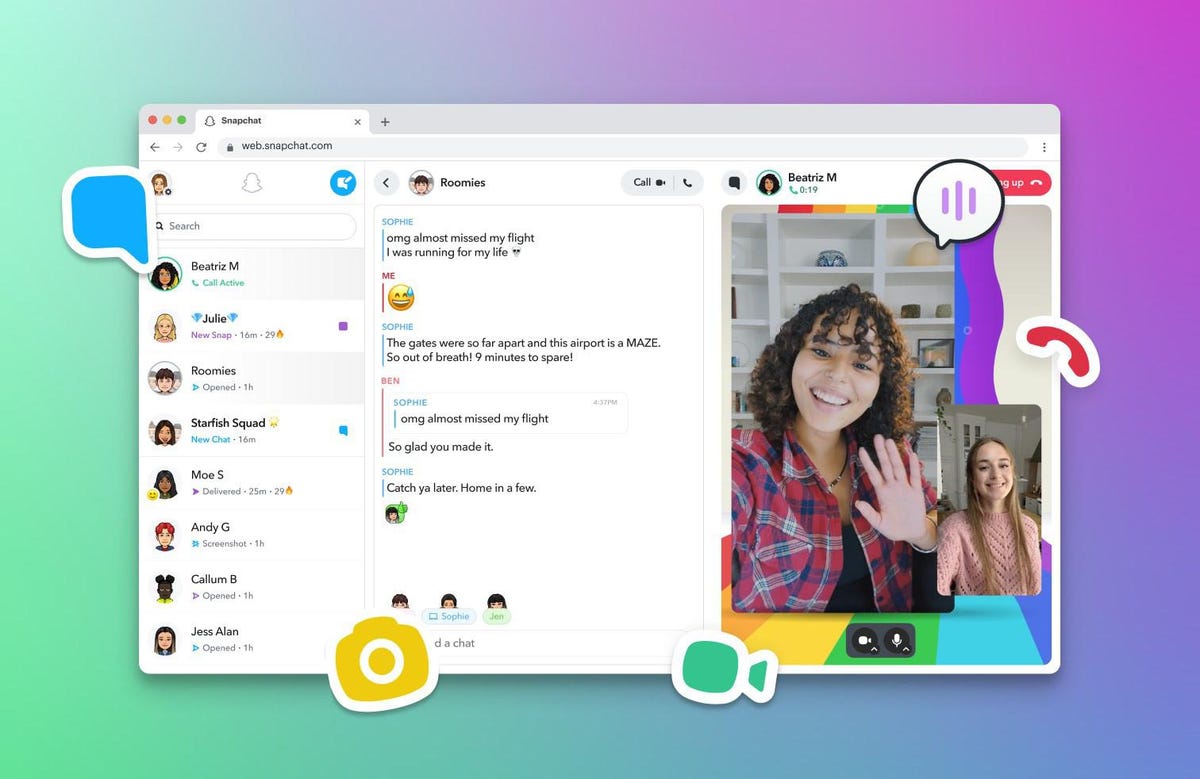 Snapchat
web.snapchat.com
Search
Beatriz M
Call Active
💎Julie💎
New Snap · 16m · 29🔥
Roomies
Opened · 1h
Starfish Squad 🌟
New Chat · 16m
Moe S
Delivered · 25m · 29🔥
Andy G
Screenshot · 1h
Callum B
Opened · 1h
Jess Alan
Opened · 1h
Roomies
Call
SOPHIE
omg almost missed my flight
I was running for my life 💀
ME
😅
SOPHIE
The gates were so far apart and this airport is a MAZE.
So out of breath! 9 minutes to spare!
BEN
SOPHIE 4:37PM
omg almost missed my flight
So glad you made it.
SOPHIE
Catch ya later. Home in a few.
Sophie
Jen
d a chat
Beatriz M
0:19
ng up